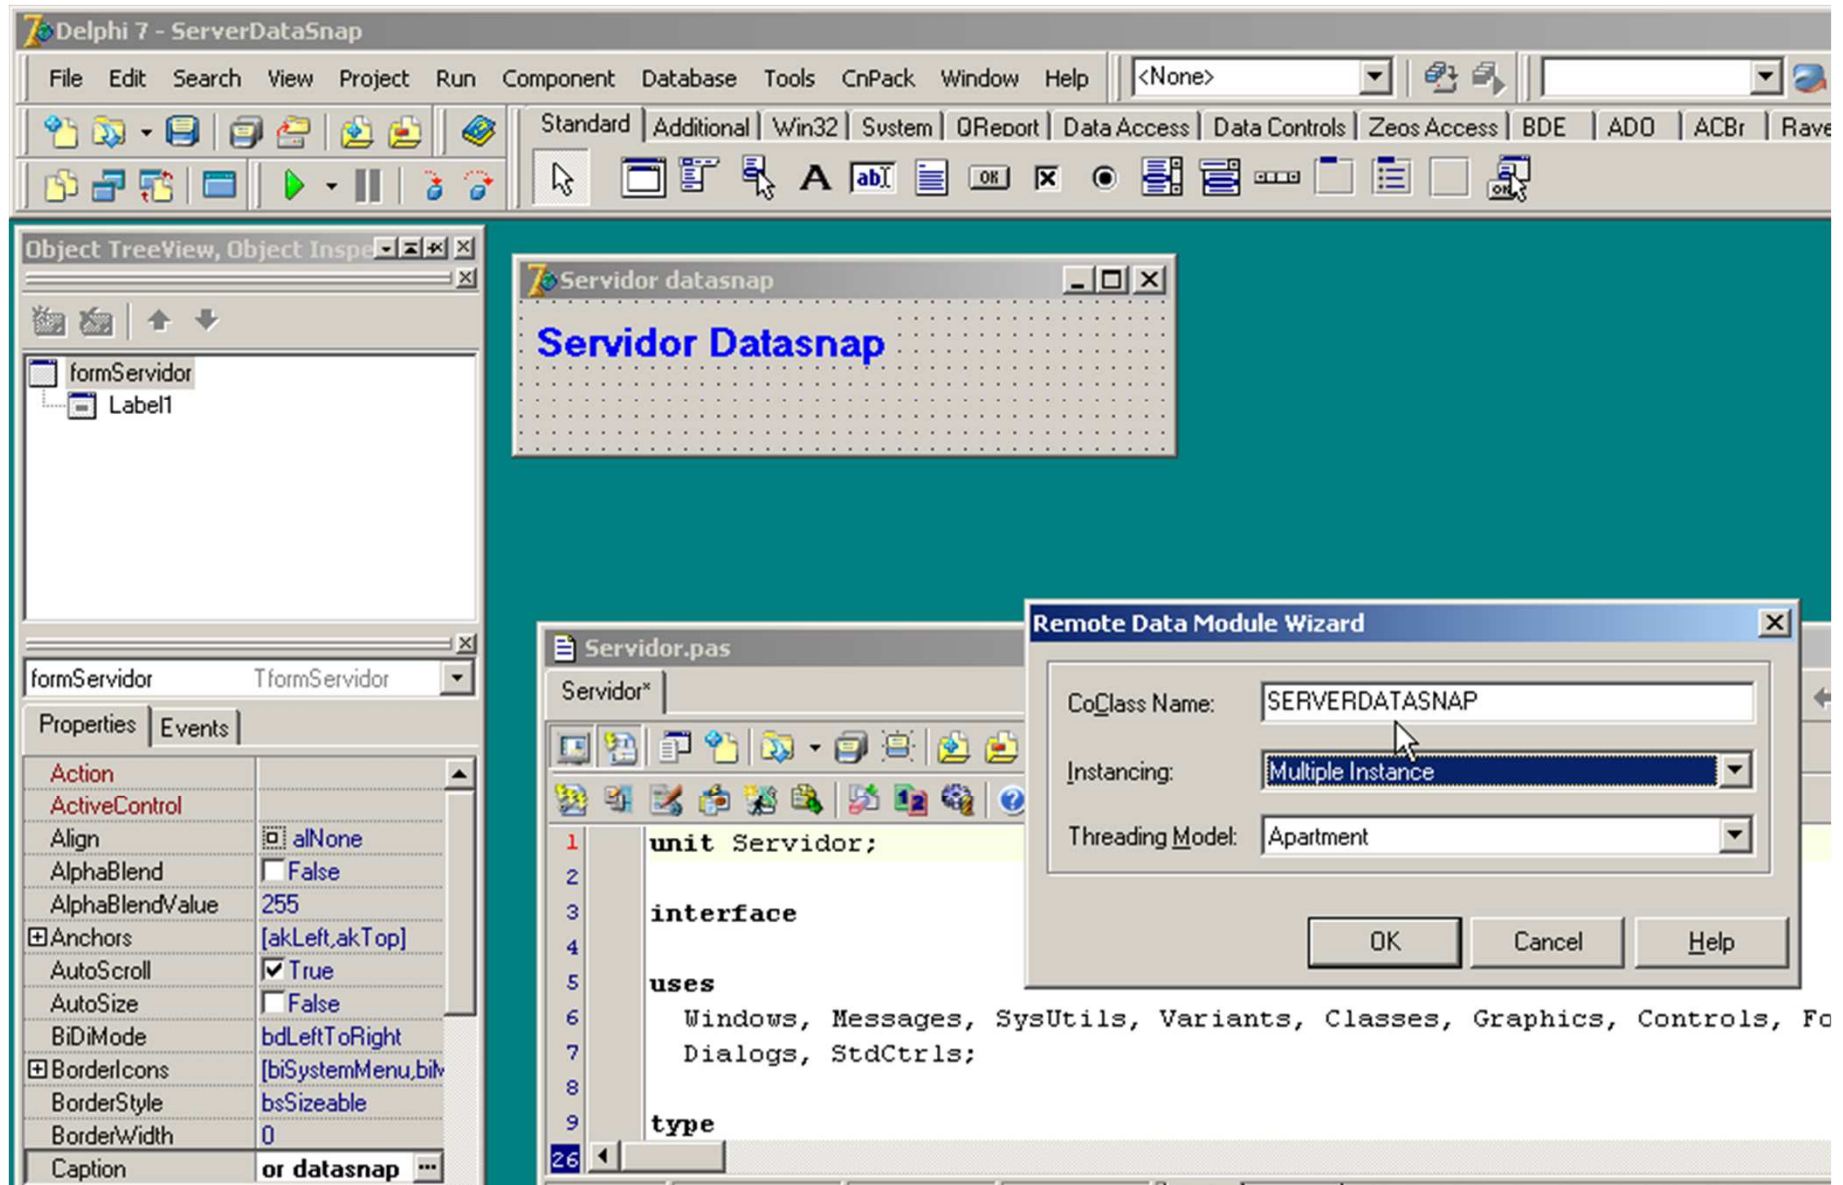 Delphi 7 - ServerDataSnap
File Edit Search View Project Run Component Database Tools CnPack Window Help <None>
Standard Additional Win32 System QReport Data Access Data Controls Zeos Access BDE ADO ACBr Rave
Object TreeView, Object Inspe
formServidor
Label1
Servidor datasnap
Servidor Datasnap
formServidor TformServidor
Properties Events
Action
ActiveControl
Align alNone
AlphaBlend False
AlphaBlendValue 255
Anchors [akLeft,akTop]
AutoScroll True
AutoSize False
BiDiMode bdLeftToRight
BorderIcons [biSystemMenu,biM
BorderStyle bsSizeable
BorderWidth 0
Caption or datasnap ...
Servidor.pas
Servidor*
1 unit Servidor;
2
3 interface
4
5 uses
6 Windows, Messages, SysUtils, Variants, Classes, Graphics, Controls, Fo
7 Dialogs, StdCtrls;
8
9 type
26
Remote Data Module Wizard
CoClass Name: SERVERDATASNAP
Instancing: Multiple Instance
Threading Model: Apartment
OK Cancel Help